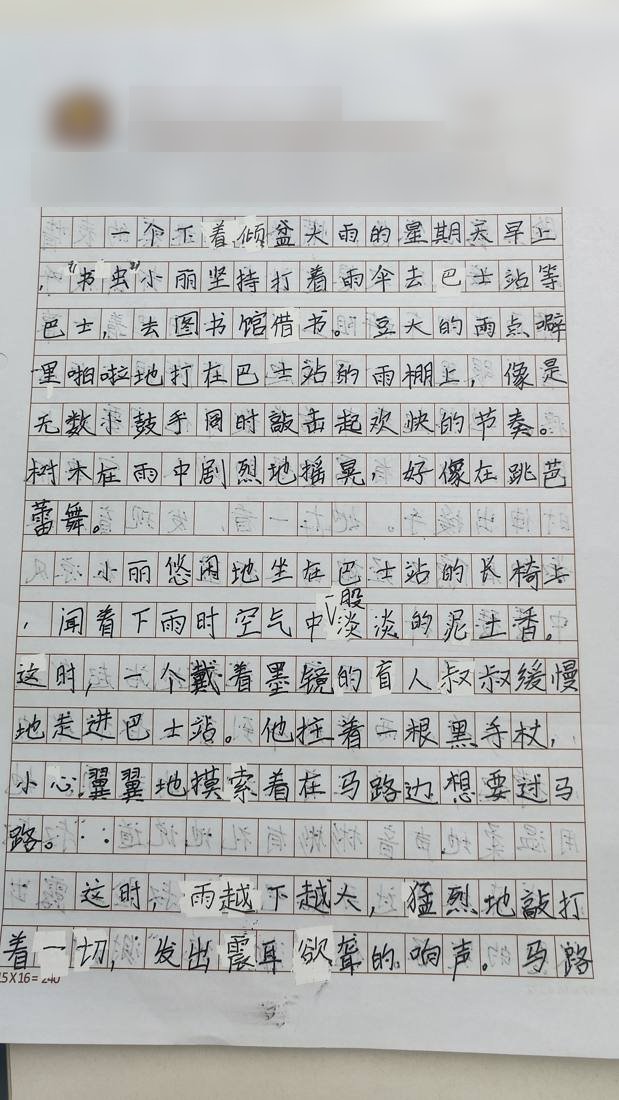 一个下着倾盆大雨的星期天早上
，“书虫”小丽坚持打着雨伞去巴士站等
巴士，去图书馆借书。豆大的雨点噼
里啪啦地打在巴士站的雨棚上，像是
无数小鼓手同时敲击起欢快的节奏。
树木在雨中剧烈地摇晃，好像在跳芭
蕾舞。
小丽悠闲地坐在巴士站的长椅上
，闻着下雨时空气中一股淡淡的泥土香。
这时，一个戴着墨镜的盲人叔叔缓慢
地走进巴士站。他拄着一根黑手杖，
小心翼翼地摸索着在马路边想要过马
路。
这时，雨越下越大，猛烈地敲打
着一切，发出震耳欲聋的响声。马路
15X16=240